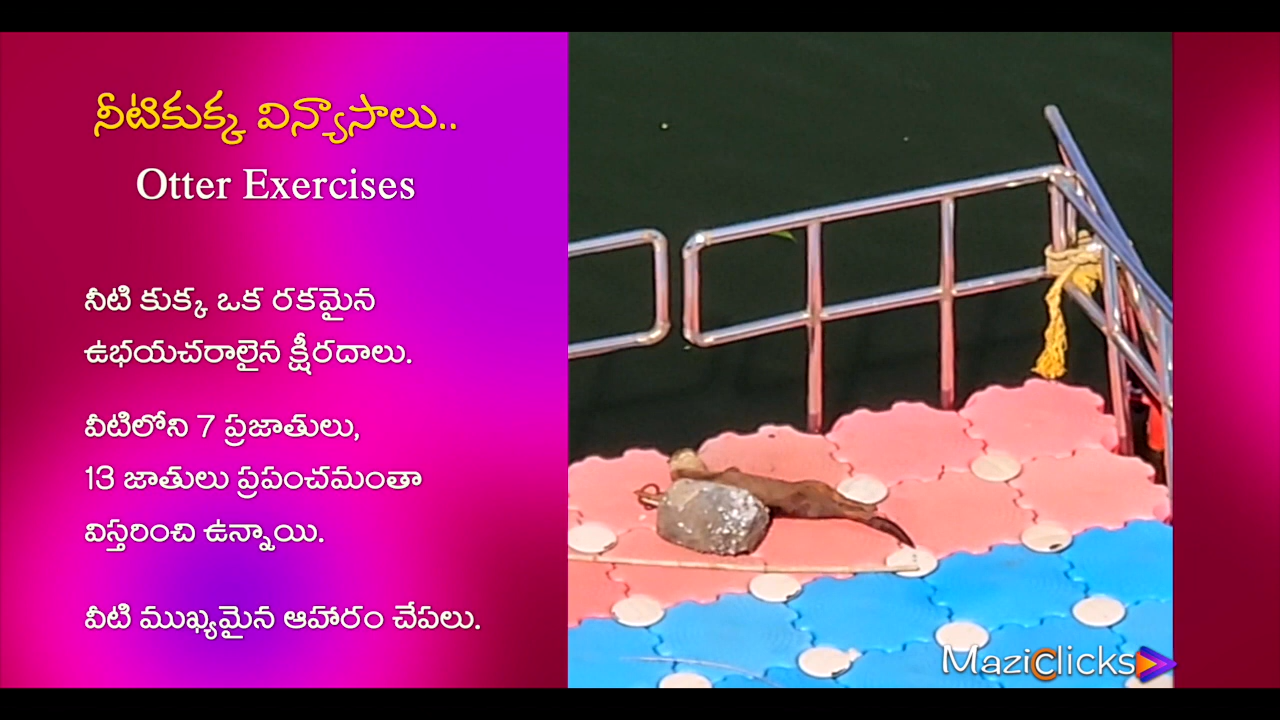 నీటికుక్క విన్యాసాలు..
Otter Exercises
నీటి కుక్క ఒక రకమైన
ఉభయచరాలైన క్షీరదాలు.
వీటిలోని 7 ప్రజాతులు,
13 జాతులు ప్రపంచమంతా
విస్తరించి ఉన్నాయి.
వీటి ముఖ్యమైన ఆహారం చేపలు.
Maziclicks